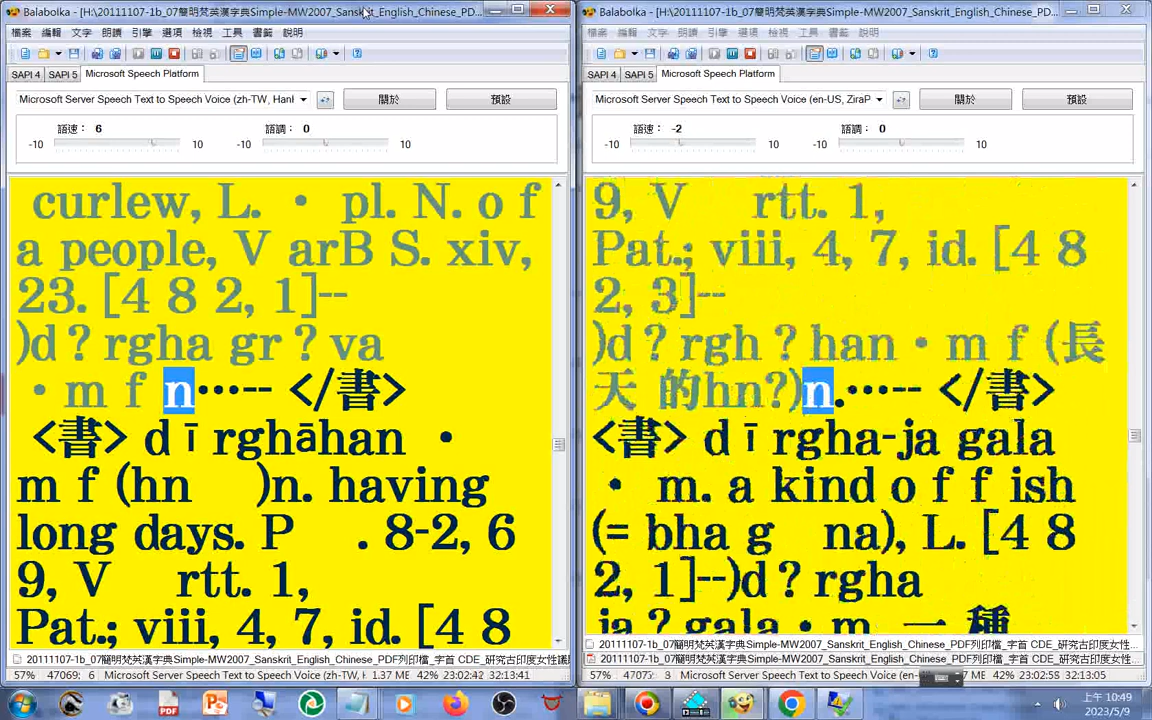 Balabolka - [H:\20111107-1b_07簡明梵英漢字典Simple-MW2007_Sanskrit_English_Chinese_PD...
檔案 編輯 文字 朗讀 引擎 選項 檢視 工具 書籤 說明
SAPI 4 SAPI 5 Microsoft Speech Platform
Microsoft Server Speech Text to Speech Voice (zh-TW, Hanl
關於 預設
語速： 6 語調： 0
-10 10 -10 10
curlew, L. • pl. N. o f
a people, V arB S. xiv,
23. [4 8 2, 1]--
)d？rgha gr？va
• m f n…-- </書>
<書> d ī rghāhan •
m f (hn )n. having
long days. P . 8-2, 6
9, V rtt. 1,
Pat.; viii, 4, 7, id. [4 8
20111107-1b_07簡明梵英漢字典Simple-MW2007_Sanskrit_English_Chinese_PDF列印檔_字首 CDE_研究古印度女性議
57% 47069: 6 Microsoft Server Speech Text to Speech Voice (zh-TW, H 1.37 MB 42% 23:02:42 32:13:41
Balabolka - [H:\20111107-1b_07簡明梵英漢字典Simple-MW2007_Sanskrit_English_Chinese_PD...
檔案 編輯 文字 朗讀 引擎 選項 檢視 工具 書籤 說明
SAPI 4 SAPI 5 Microsoft Speech Platform
Microsoft Server Speech Text to Speech Voice (en-US, ZiraP
關於 預設
語速： -2 語調： 0
-10 10 -10 10
9, V rtt. 1,
Pat.; viii, 4, 7, id. [4 8
2, 3]--
)d？rgh？han • m f (長
天 的hn?)n.…-- </書>
<書> d ī rgha-ja gala
• m. a kind o f f ish
(= bha g na), L. [4 8
2, 1]--)d？rgha
ja？gala • m. 一 種
20111107-1b_07簡明梵英漢字典Simple-MW2007_Sanskrit_English_Chinese_PDF列印檔_字首 CDE_研究古印度女性
20111107-1b_07簡明梵英漢字典Simple-MW2007_Sanskrit_English_Chinese_PDF列印檔_字首 CDE_研究古印度女性...
57% Microsoft Server Speech Text to Speech 42% 23:02:58 32:13:05
上午 10:49
2023/5/9